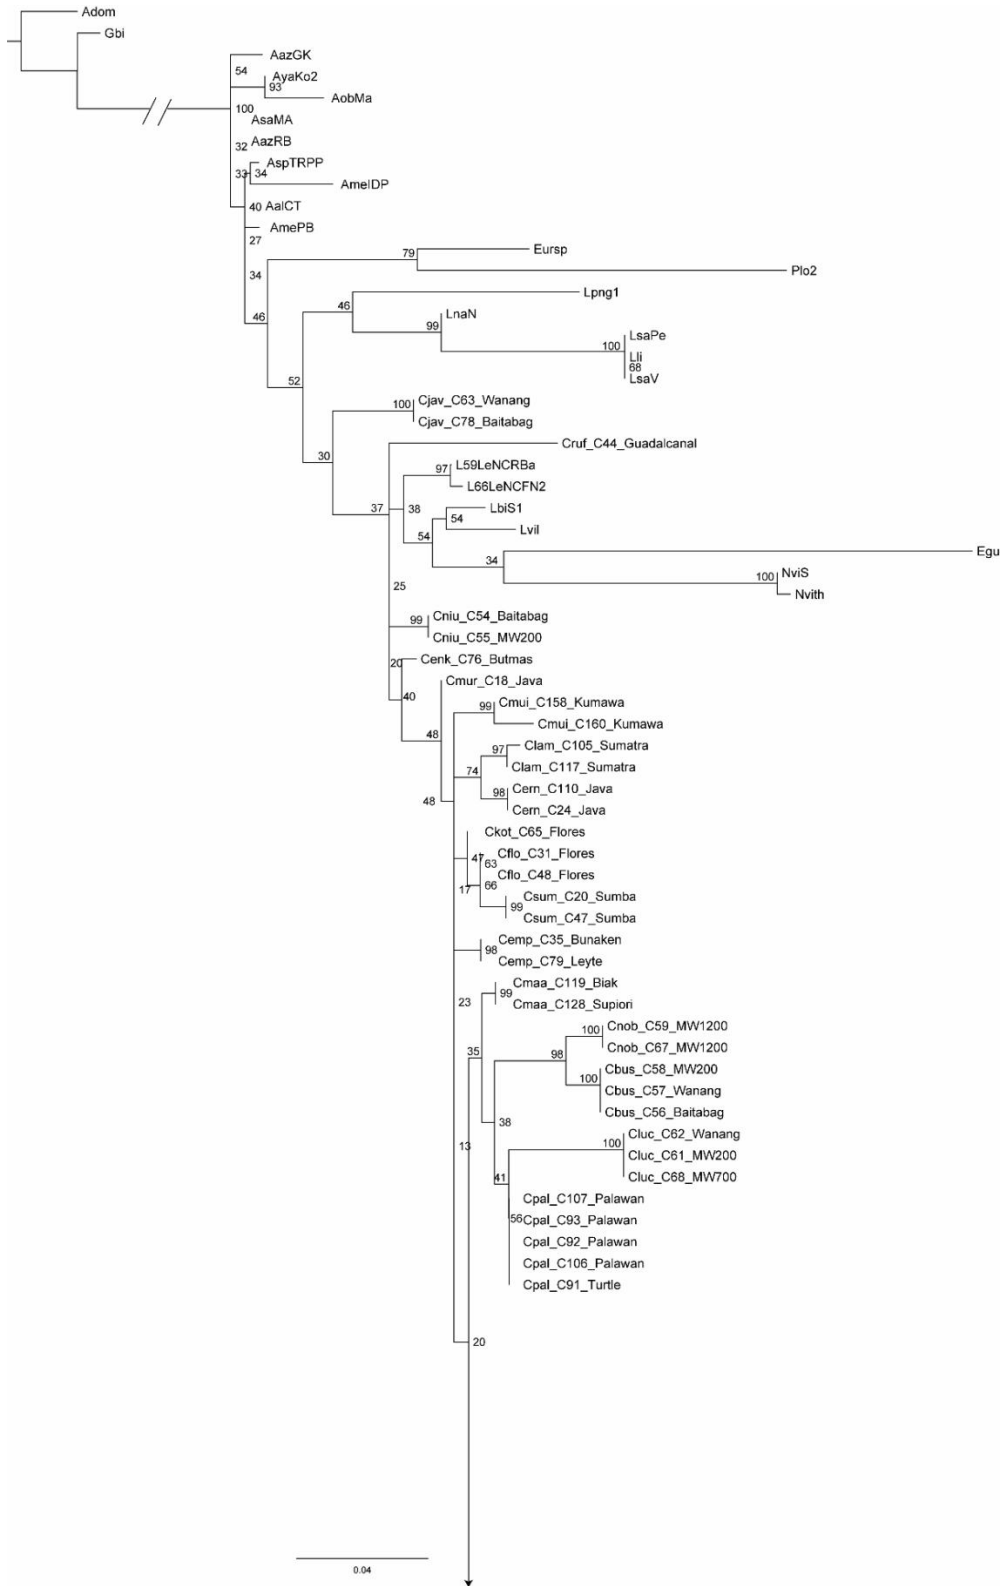 Adom
Gbi
AazGK
54
AyaKo2
93
AobMa
100
AsaMA
AazRB
32
AspTRPP
33
34
AmeIDP
40
AalCT
AmePB
27
Eursp
79
Plo2
34
Lpng1
46
LnaN
46
99
LsaPe
100
Lli
68
LsaV
52
Cjav_C63_Wanang
100
Cjav_C78_Baitabag
Cruf_C44_Guadalcanal
30
L59LeNCRBa
97
L66LeNCFN2
37
38
LbiS1
54
Lvil
54
Egu
34
NviS
100
Nvith
25
Cniu_C54_Baitabag
99
Cniu_C55_MW200
Cenk_C76_Butmas
20
Cmur_C18_Java
40
Cmui_C158_Kumawa
99
Cmui_C160_Kumawa
48
Clam_C105_Sumatra
97
Clam_C117_Sumatra
74
Cern_C110_Java
98
Cern_C24_Java
48
Ckot_C65_Flores
Cflo_C31_Flores
47
63
Cflo_C48_Flores
17
66
Csum_C20_Sumba
99
Csum_C47_Sumba
Cemp_C35_Bunaken
98
Cemp_C79_Leyte
Cmaa_C119_Biak
99
23
Cmaa_C128_Supiori
Cnob_C59_MW1200
100
Cnob_C67_MW1200
35
98
Cbus_C58_MW200
100
Cbus_C57_Wanang
Cbus_C56_Baitabag
38
Cluc_C62_Wanang
100
13
Cluc_C61_MW200
Cluc_C68_MW700
41
Cpal_C107_Palawan
56
Cpal_C93_Palawan
Cpal_C92_Palawan
Cpal_C106_Palawan
Cpal_C91_Turtle
20
0.04